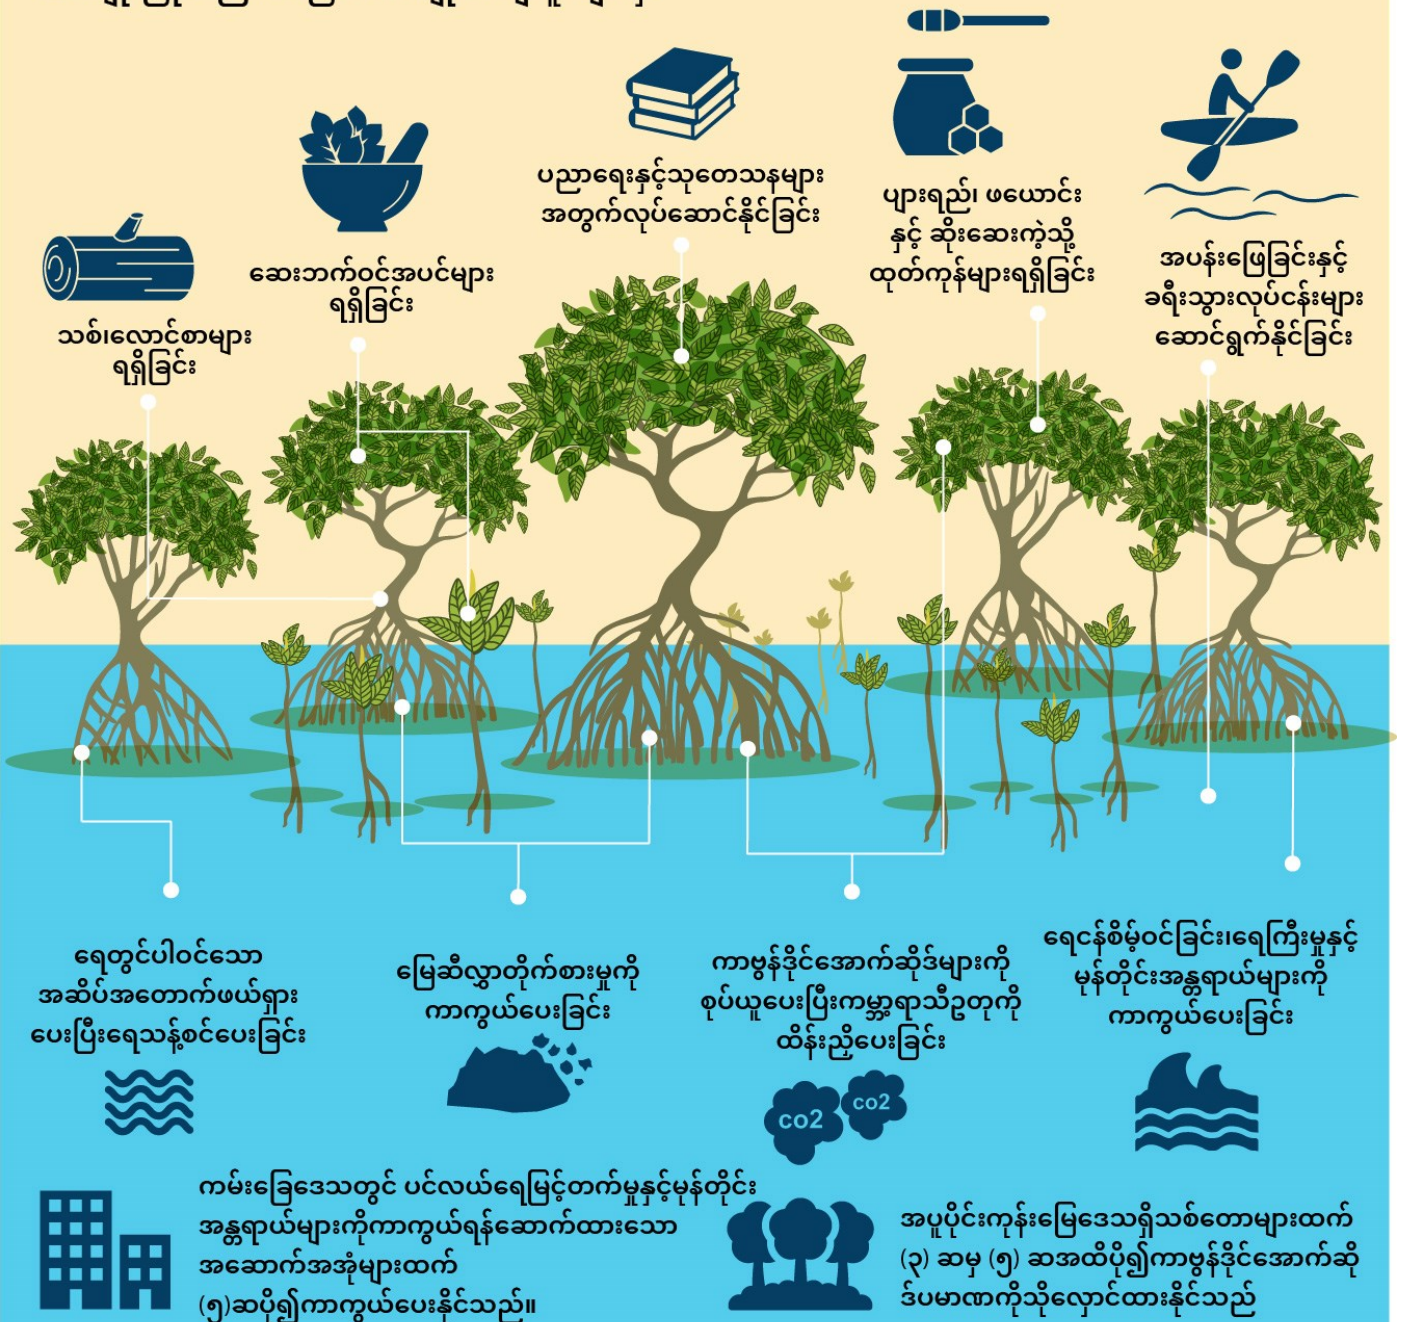 ပညာရေးနှင့်သုတေသနများ
အတွက်လုပ်ဆောင်နိုင်ခြင်း
ပျားရည်၊ ဖယောင်း
နှင့် ဆိုးဆေးကဲ့သို့
ထုတ်ကုန်များရရှိခြင်း
အပန်းဖြေခြင်းနှင့်
ခရီးသွားလုပ်ငန်းများ
ဆောင်ရွက်နိုင်ခြင်း
ဆေးဘက်ဝင်အပင်များ
ရရှိခြင်း
သစ်၊လောင်စာများ
ရရှိခြင်း
ရေတွင်ပါဝင်သော
အဆိပ်အတောက်ဖယ်ရှား
ပေးပြီးရေသန့်စင်ပေးခြင်း
မြေဆီလွှာတိုက်စားမှုကို
ကာကွယ်ပေးခြင်း
ကာဗွန်ဒိုင်အောက်ဆိုဒ်များကို
စုပ်ယူပေးပြီးကမ္ဘာ့ရာသီဥတုကို
ထိန်းညှိပေးခြင်း
ရေငန်စိမ့်ဝင်ခြင်း၊ရေကြီးမှုနှင့်
မုန်တိုင်းအန္တရာယ်များကို
ကာကွယ်ပေးခြင်း
co2
co2
ကမ်းခြေဒေသတွင် ပင်လယ်ရေမြင့်တက်မှုနှင့်မုန်တိုင်း
အန္တရာယ်များကိုကာကွယ်ရန်ဆောက်ထားသော
အဆောက်အအုံများထက်
(၅)ဆပို၍ကာကွယ်ပေးနိုင်သည်။
အပူပိုင်းကုန်းမြေဒေသရှိသစ်တောများထက်
(၃) ဆမှ (၅) ဆအထိပို၍ကာဗွန်ဒိုင်အောက်ဆို
ဒ်ပမာဏကိုသိုလှောင်ထားနိုင်သည်